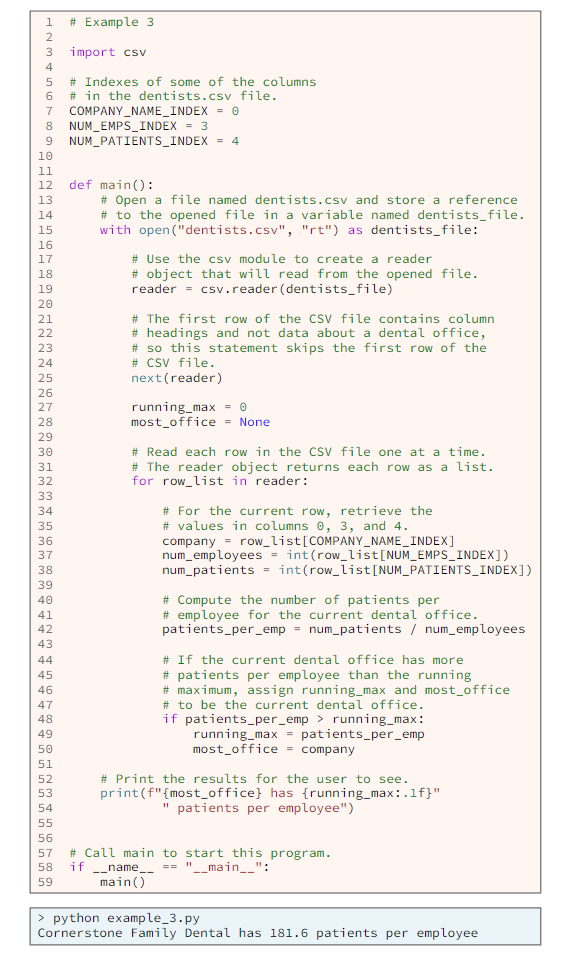 1 # Example 3
2
3 import csv
4
5 # Indexes of some of the columns
6 # in the dentists.csv file.
7 COMPANY_NAME_INDEX = 0
8 NUM_EMPS_INDEX = 3
9 NUM_PATIENTS_INDEX = 4
10
11
12 def main():
13     # Open a file named dentists.csv and store a reference
14     # to the opened file in a variable named dentists_file.
15     with open("dentists.csv", "rt") as dentists_file:
16
17         # Use the csv module to create a reader
18         # object that will read from the opened file.
19         reader = csv.reader(dentists_file)
20
21         # The first row of the CSV file contains column
22         # headings and not data about a dental office,
23         # so this statement skips the first row of the
24         # CSV file.
25         next(reader)
26
27         running_max = 0
28         most_office = None
29
30         # Read each row in the CSV file one at a time.
31         # The reader object returns each row as a list.
32         for row_list in reader:
33
34             # For the current row, retrieve the
35             # values in columns 0, 3, and 4.
36             company = row_list[COMPANY_NAME_INDEX]
37             num_employees = int(row_list[NUM_EMPS_INDEX])
38             num_patients = int(row_list[NUM_PATIENTS_INDEX])
39
40             # Compute the number of patients per
41             # employee for the current dental office.
42             patients_per_emp = num_patients / num_employees
43
44             # If the current dental office has more
45             # patients per employee than the running
46             # maximum, assign running_max and most_office
47             # to be the current dental office.
48             if patients_per_emp > running_max:
49                 running_max = patients_per_emp
50                 most_office = company
51
52     # Print the results for the user to see.
53     print(f"{most_office} has {running_max:.1f}"
54             " patients per employee")
55
56
57 # Call main to start this program.
58 if __name__ == "__main__":
59     main()
> python example_3.py
Cornerstone Family Dental has 181.6 patients per employee